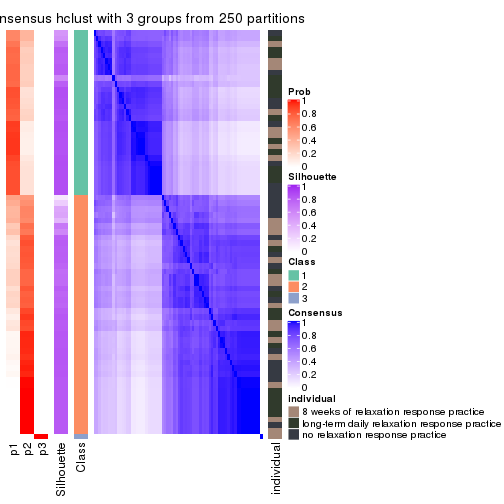 nsensus hclust with 3 groups from 250 partitions
Prob
1
0.8
0.6
0.4
0.2
0
Silhouette
1
0.8
0.6
0.4
0.2
0
Class
1
2
3
Consensus
1
0.8
0.6
0.4
0.2
0
individual
8 weeks of relaxation response practice
long-term daily relaxation response practice
no relaxation response practice
p1
p2
p3
Silhouette
Class
individual